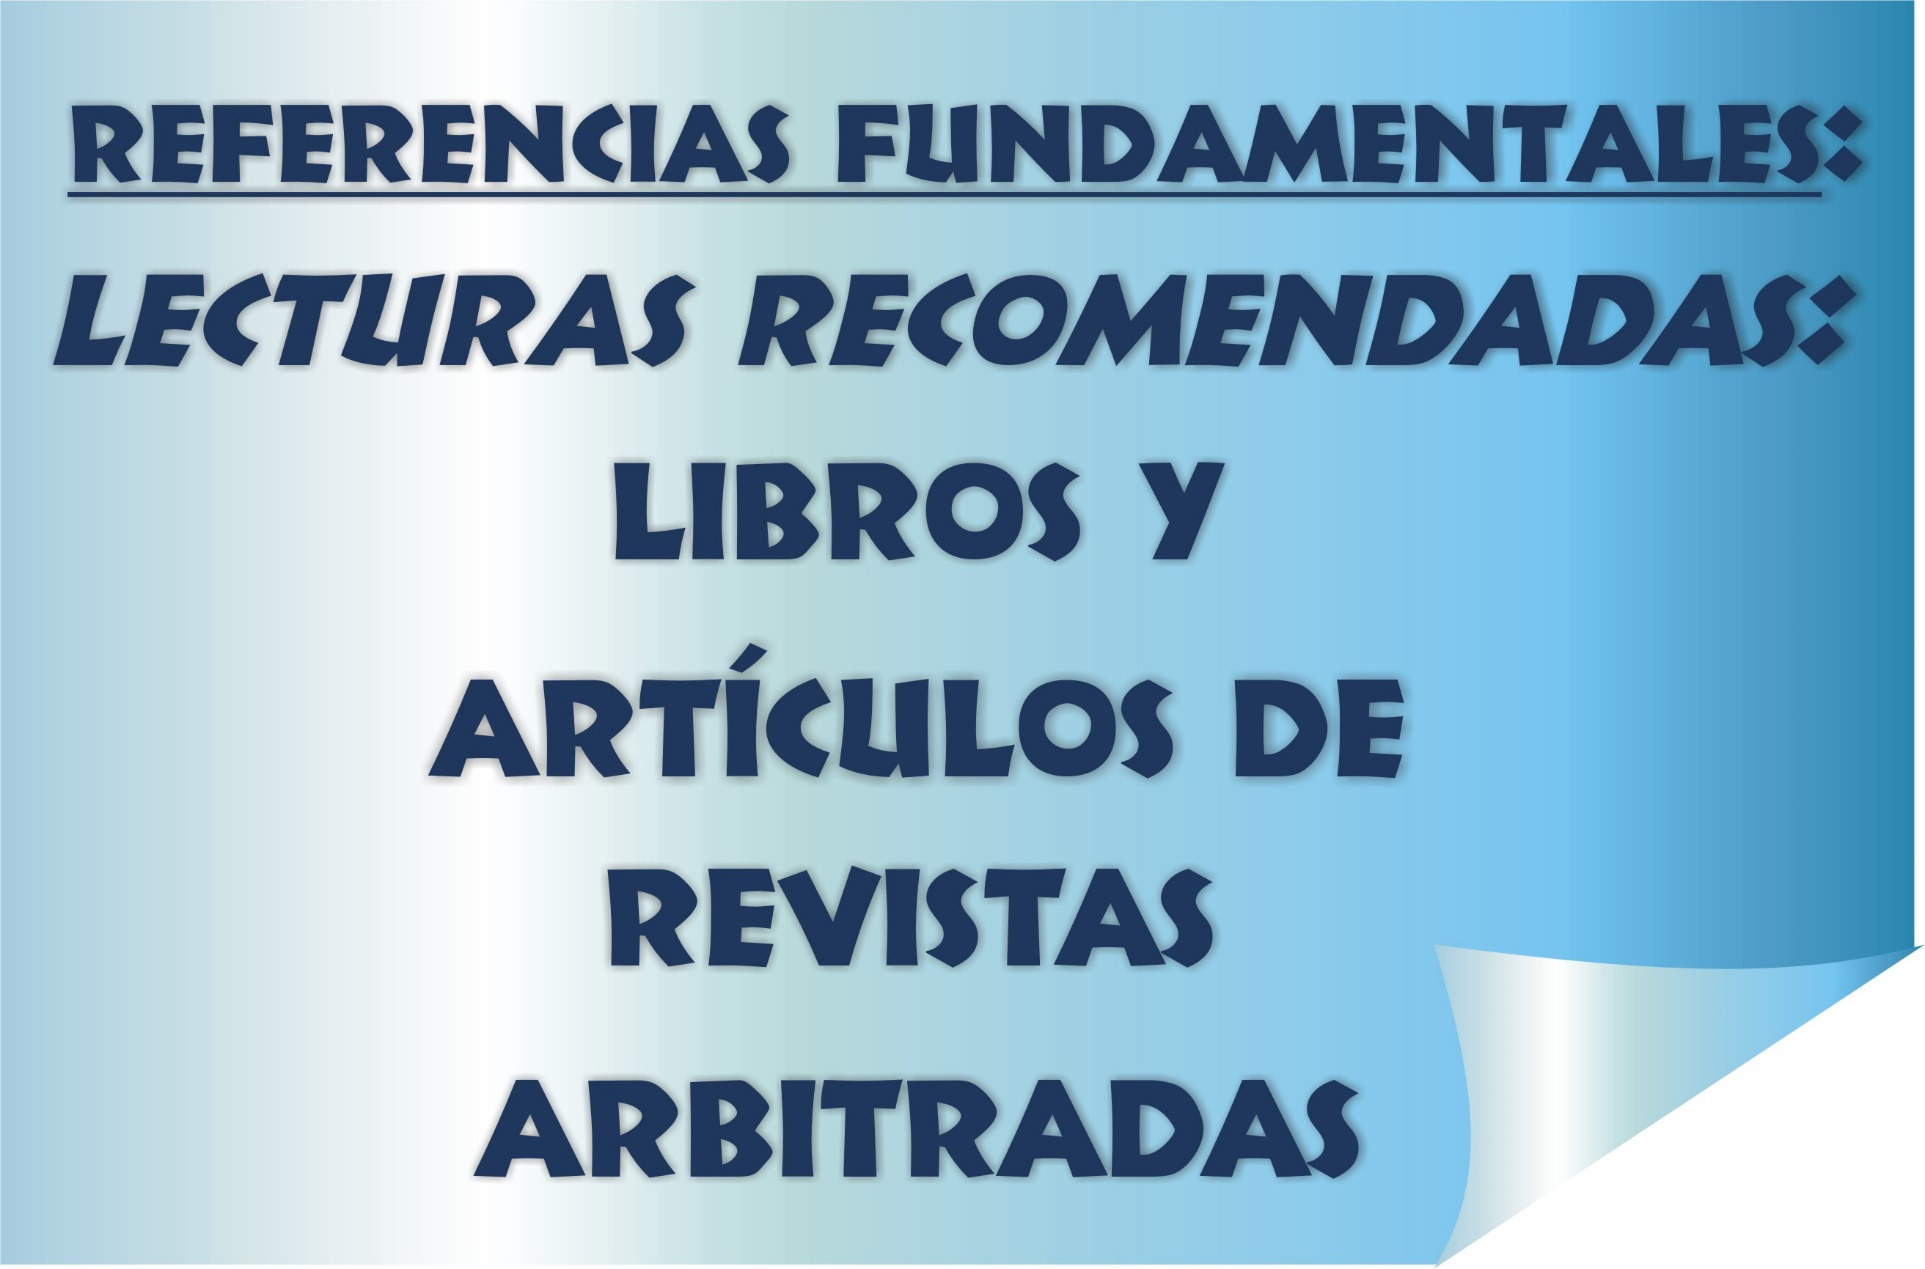 REFERENCIAS FUNDAMENTALES:
LECTURAS RECOMENDADAS:
LIBROS Y
ARTÍCULOS DE
REVISTAS
ARBITRADAS